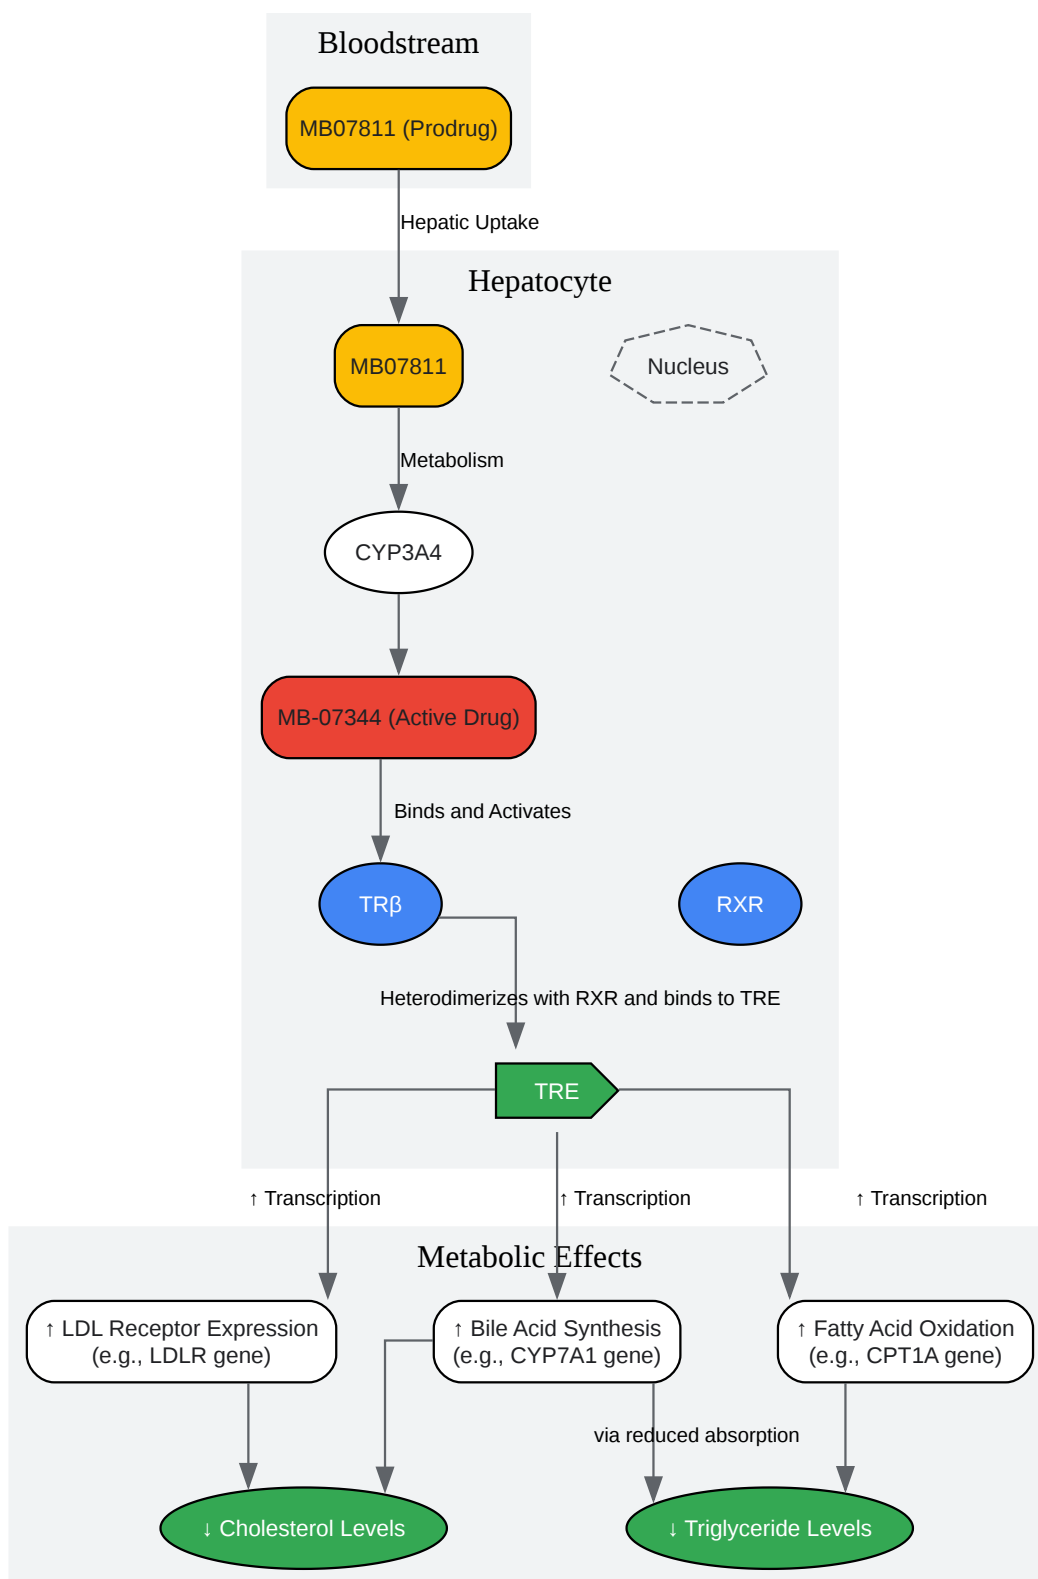 Bloodstream
MB07811 (Prodrug)
Hepatic Uptake
Hepatocyte
MB07811
Nucleus
Metabolism
CYP3A4
MB-07344 (Active Drug)
Binds and Activates
TRβ
RXR
Heterodimerizes with RXR and binds to TRE
TRE
↑ Transcription
↑ Transcription
↑ Transcription
Metabolic Effects
↑ LDL Receptor Expression
(e.g., LDLR gene)
↑ Bile Acid Synthesis
(e.g., CYP7A1 gene)
↑ Fatty Acid Oxidation
(e.g., CPT1A gene)
via reduced absorption
↓ Cholesterol Levels
↓ Triglyceride Levels